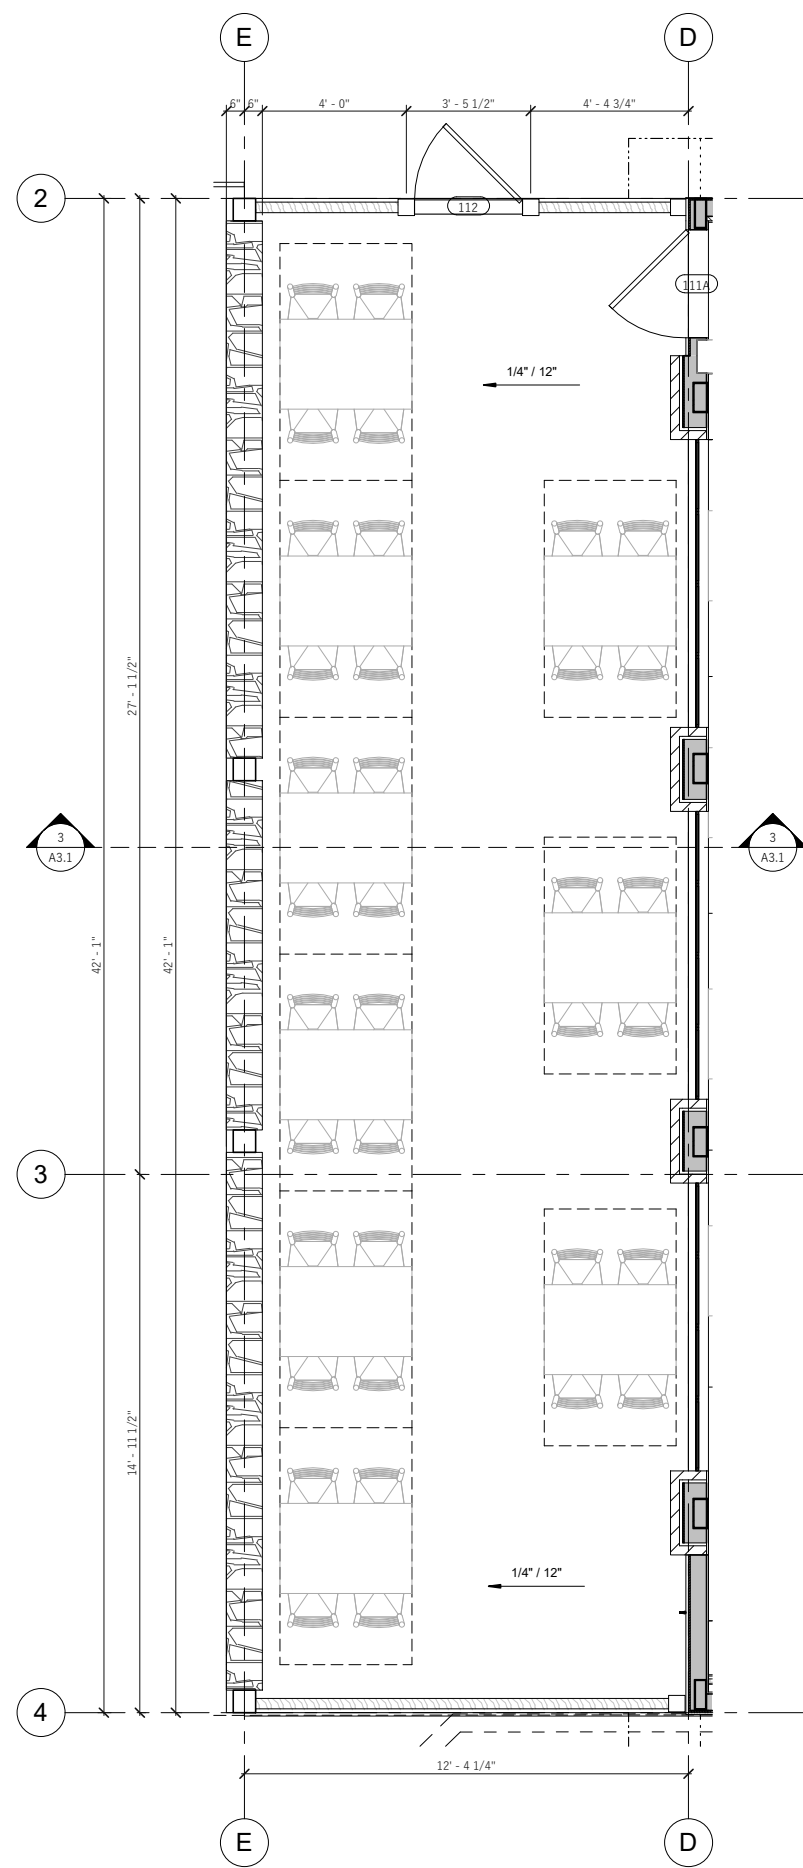 E
D
6"
6"
4' - 0"
3' - 5 1/2"
4' - 4 3/4"
2
112
111A
1/4" / 12"
27' - 1 1/2"
3
A3.1
3
A3.1
42' - 1"
42' - 1"
3
14' - 11 1/2"
1/4" / 12"
4
12' - 4 1/4"
E
D